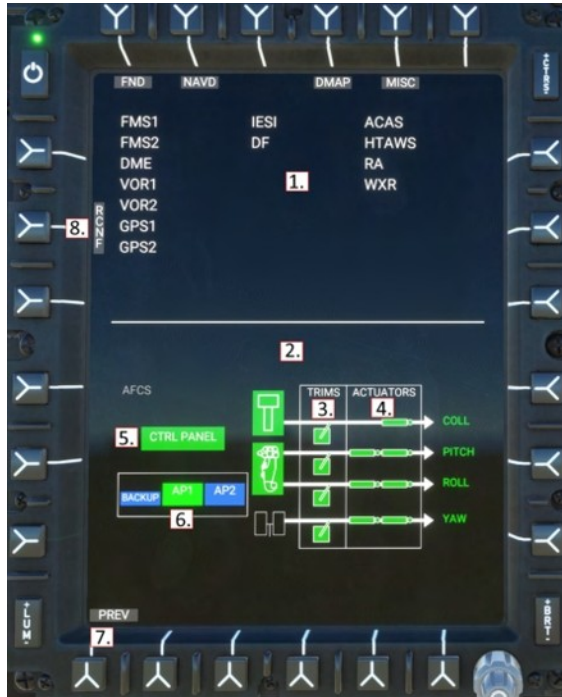 FND NAVD DMAP MISC
+CTRS-
FMS1 IESI ACAS
FMS2 DF HTAWS
DME RA
VOR1 1. WXR
VOR2
8. RCNF
GPS1
GPS2
2.
AFCS
TRIMS ACTUATORS
3. 4.
COLL
5. CTRL PANEL
PITCH
BACKUP AP1 AP2
ROLL
6.
YAW
+LUM-
PREV
+BRT-
7.